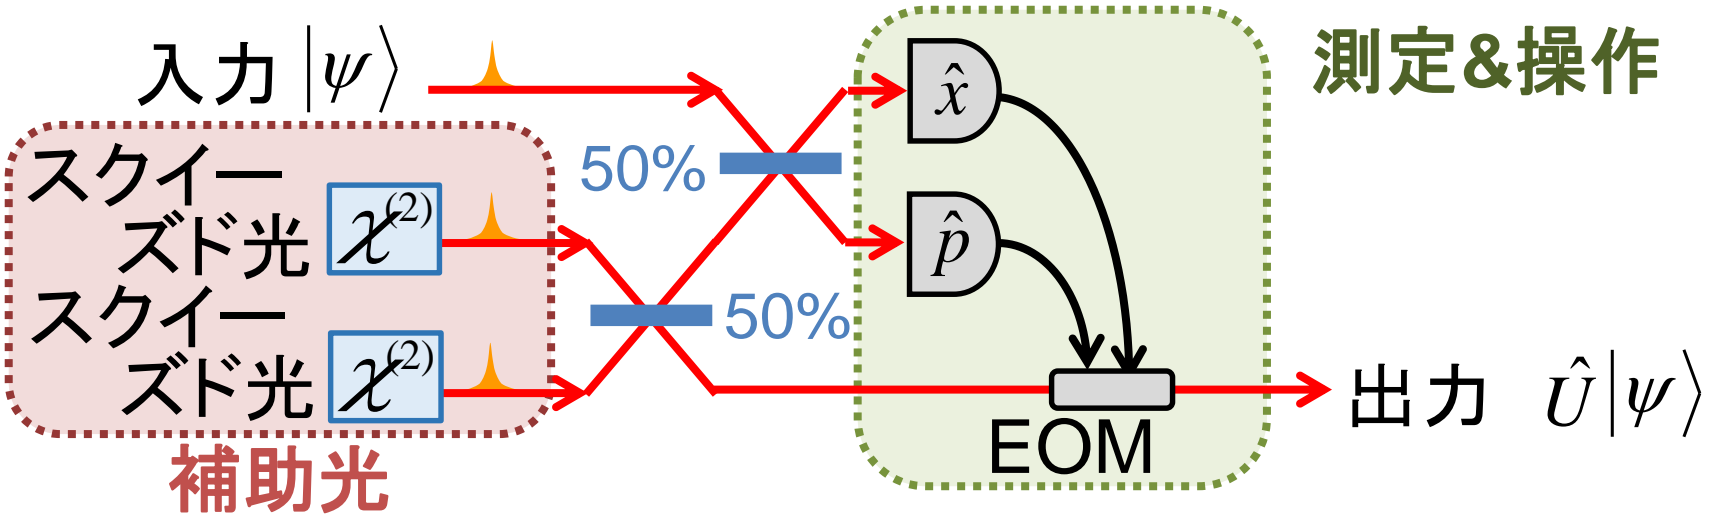 入力 |ψ⟩
測定&操作
スクイー
ズド光
χ(2)
スクイー
ズド光
χ(2)
補助光
50%
50%
x̂
p̂
EOM
出力 Û|ψ⟩